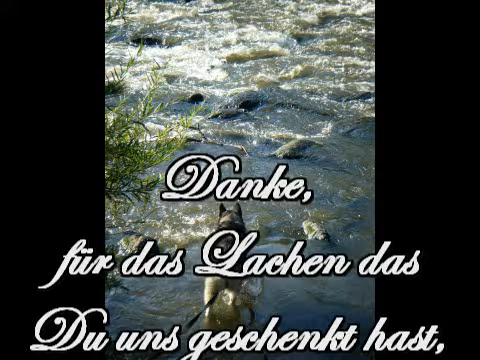 Danke,
für das Lachen das
Du uns geschenkt hast,